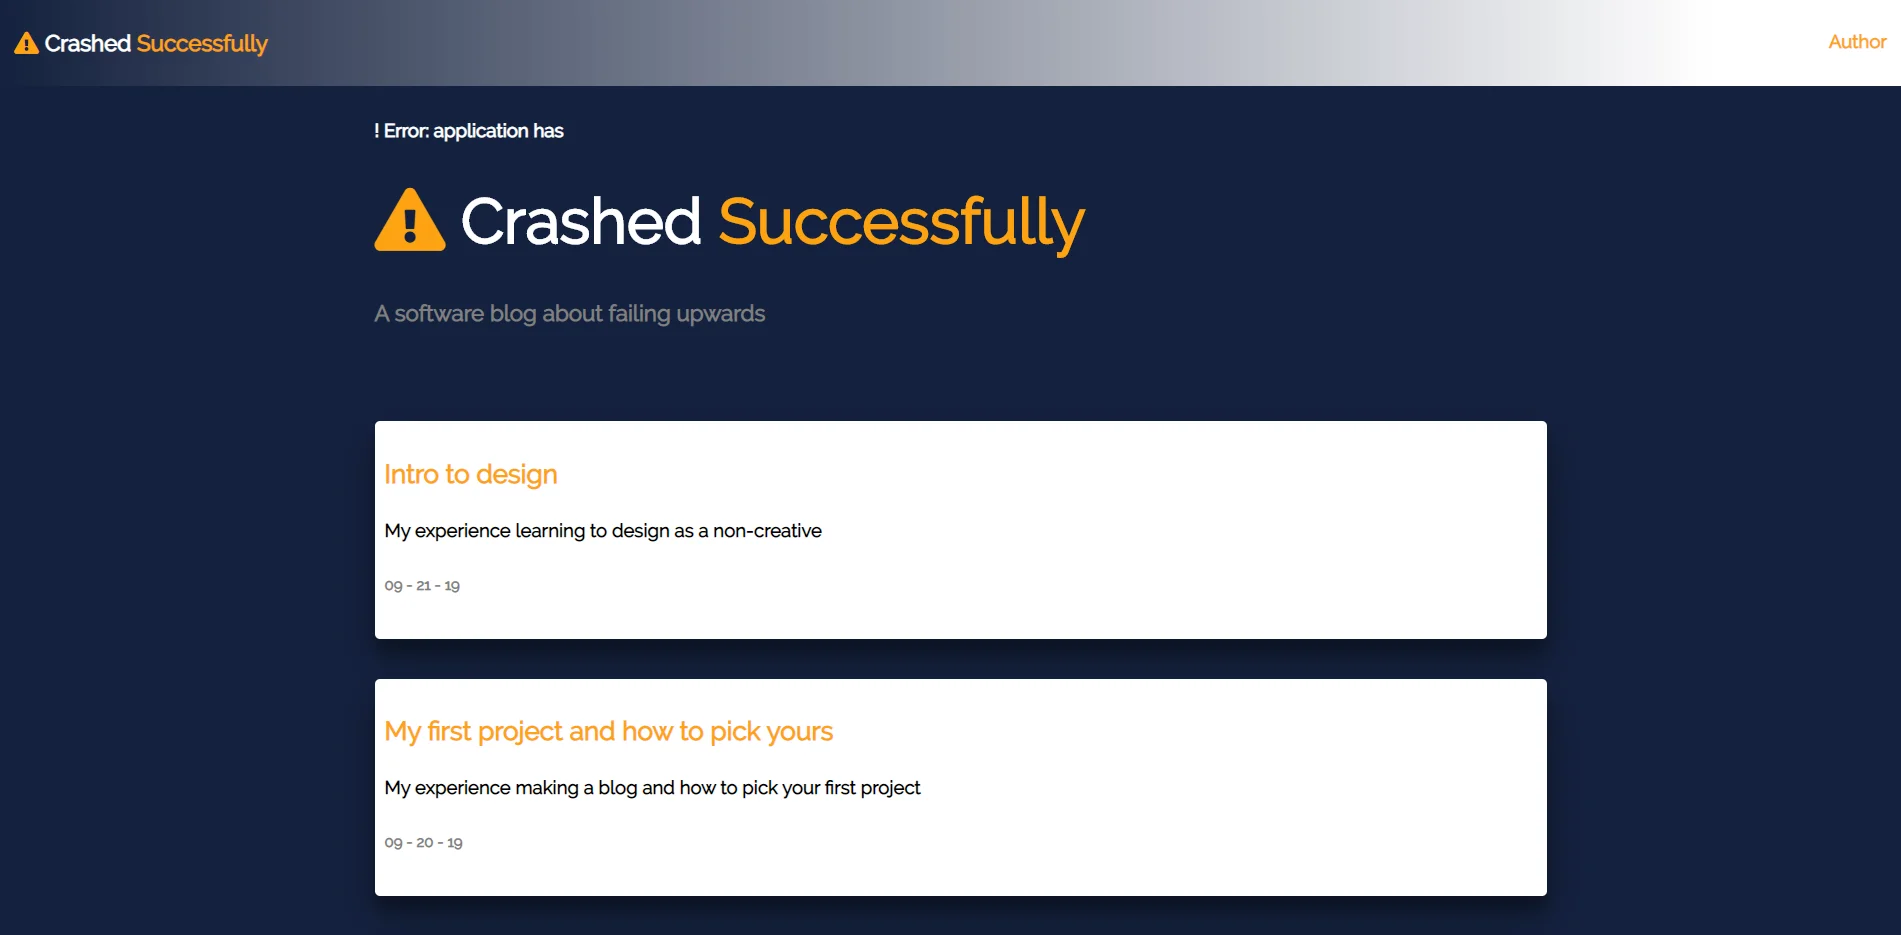 Crashed Successfully
Author
! Error: application has
Crashed Successfully
A software blog about failing upwards
Intro to design
My experience learning to design as a non-creative
09 - 21 - 19
My first project and how to pick yours
My experience making a blog and how to pick your first project
09 - 20 - 19